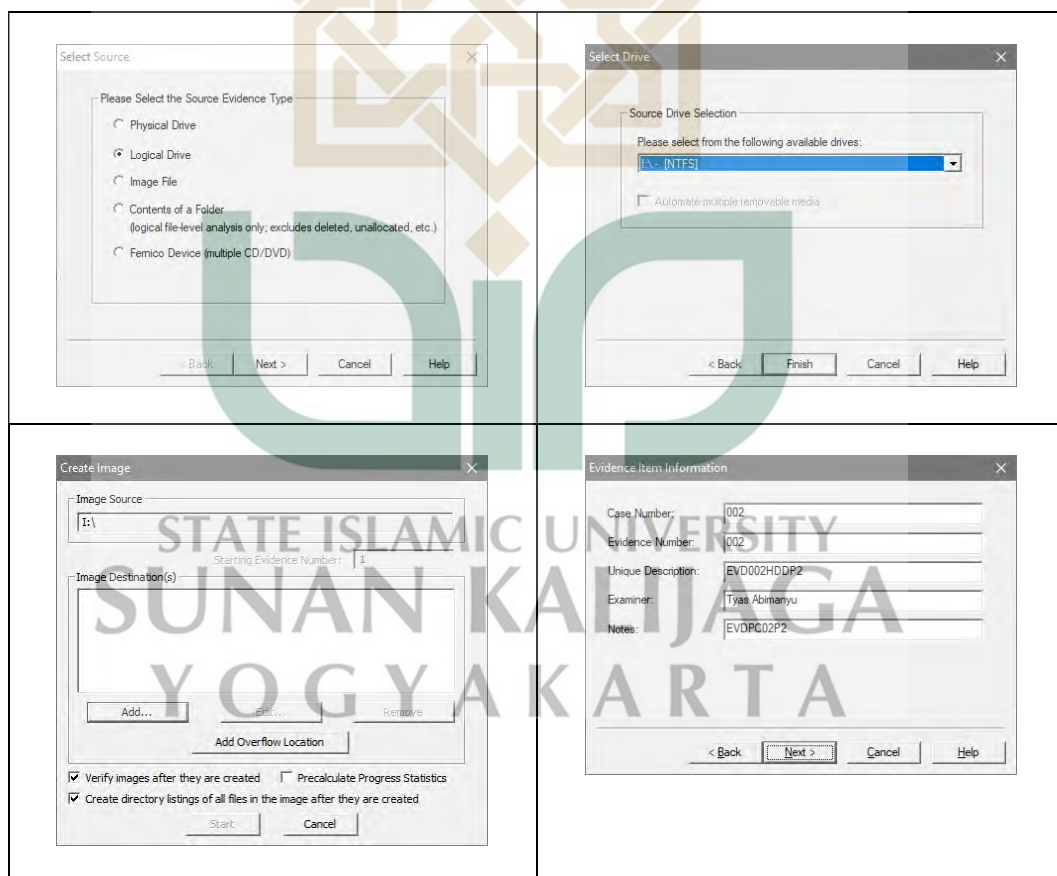 Select Source
Please Select the Source Evidence Type
Physical Drive
Logical Drive
Image File
Contents of a Folder
(logical file-level analysis only; excludes deleted, unallocated, etc.)
Fernico Device (multiple CD/DVD)
< Back
Next >
Cancel
Help
Select Drive
Source Drive Selection
Please select from the following available drives:
I:\ - [NTFS]
Automate multiple removable media
< Back
Finish
Cancel
Help
Create Image
Image Source
I:\
Starting Evidence Number: 1
Image Destination(s)
Add...
Edit...
Remove
Add Overflow Location
Verify images after they are created
Precalculate Progress Statistics
Create directory listings of all files in the image after they are created
Start
Cancel
Evidence Item Information
Case Number: 002
Evidence Number: 002
Unique Description: EVD002HDDP2
Examiner: Tyas Abimanyu
Notes: EVDPC02P2
< Back
Next >
Cancel
Help
STATE ISLAMIC UNIVERSITY
SUNAN KALIJAGA
YOGYAKARTA